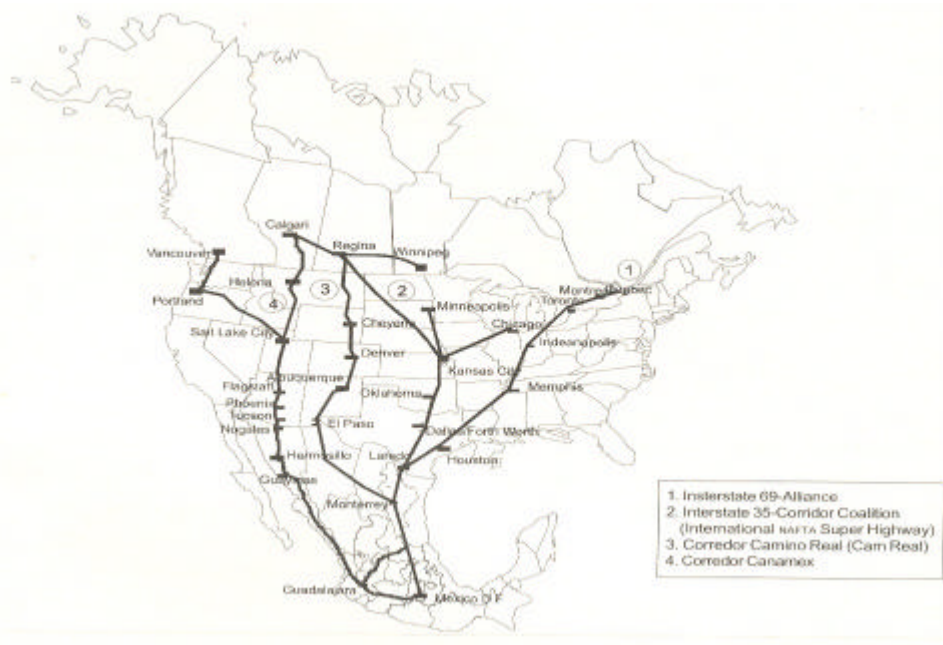 Calgari
Regina
Winnipeg
Vancouver
1
Helena
3
2
Portland
4
Minneapolis
Toronto
Salt Lake City
Cheyene
Chicago
Indeanapolis
Denver
Kansas City
Albuquerque
Flagstaff
Oklahoma
Memphis
Phoenix
Tucson
Nogales
El Paso
Dallas/Forth Worth
Hermosillo
Laredo
Houston
Guaymas
Monterrey
Guadalajara
Mexico D F
1. Insterstate 69-Alliance
2. Interstate 35-Corridor Coalition
(International NAFTA Super Highway)
3. Corredor Camino Real (Cam Real)
4. Corredor Canamex